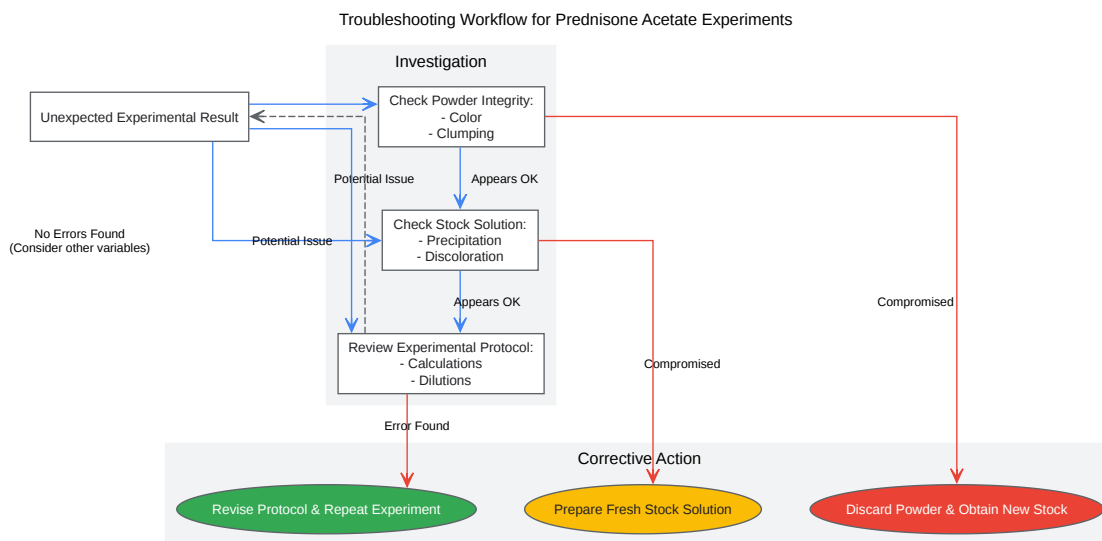 Troubleshooting Workflow for Prednisone Acetate Experiments
Investigation
Unexpected Experimental Result
Check Powder Integrity:
- Color
- Clumping
Potential Issue
Appears OK
Check Stock Solution:
- Precipitation
- Discoloration
No Errors Found
(Consider other variables)
Potential Issue
Appears OK
Compromised
Review Experimental Protocol:
- Calculations
- Dilutions
Compromised
Error Found
Corrective Action
Revise Protocol & Repeat Experiment
Prepare Fresh Stock Solution
Discard Powder & Obtain New Stock